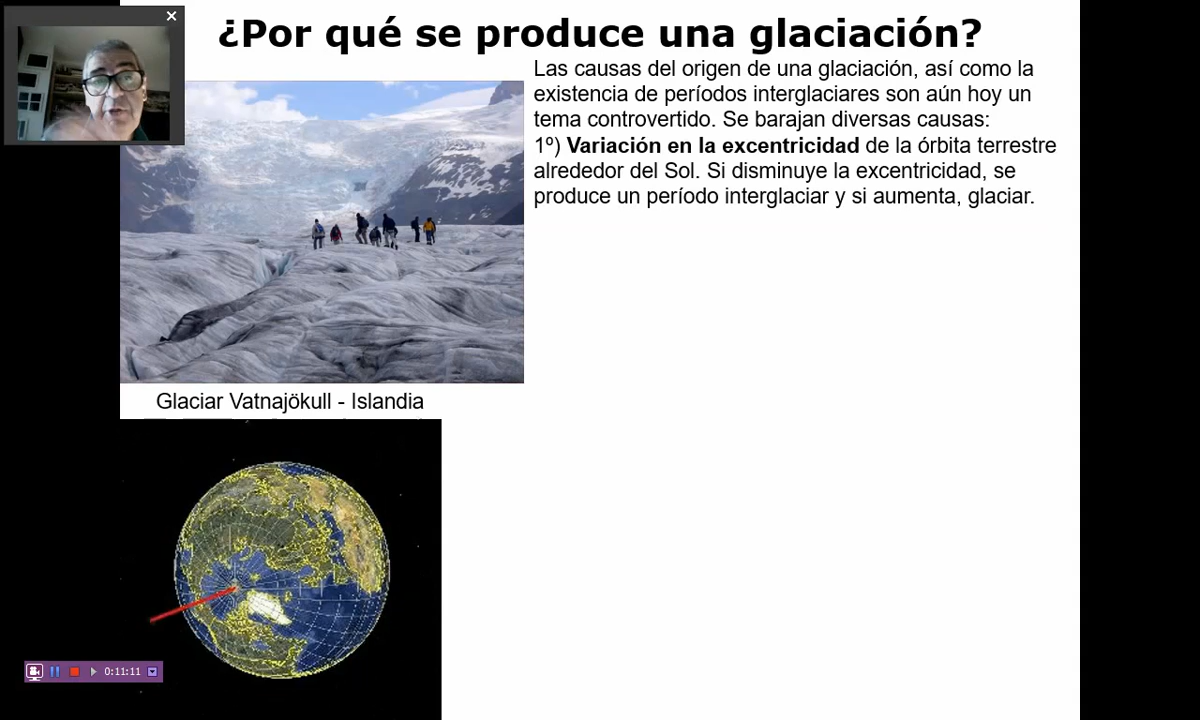 ¿Por qué se produce una glaciación?
Las causas del origen de una glaciación, así como la
existencia de períodos interglaciares son aún hoy un
tema controvertido. Se barajan diversas causas:
1º) Variación en la excentricidad de la órbita terrestre
alrededor del Sol. Si disminuye la excentricidad, se
produce un período interglaciar y si aumenta, glaciar.
Glaciar Vatnajökull - Islandia
0:11:11